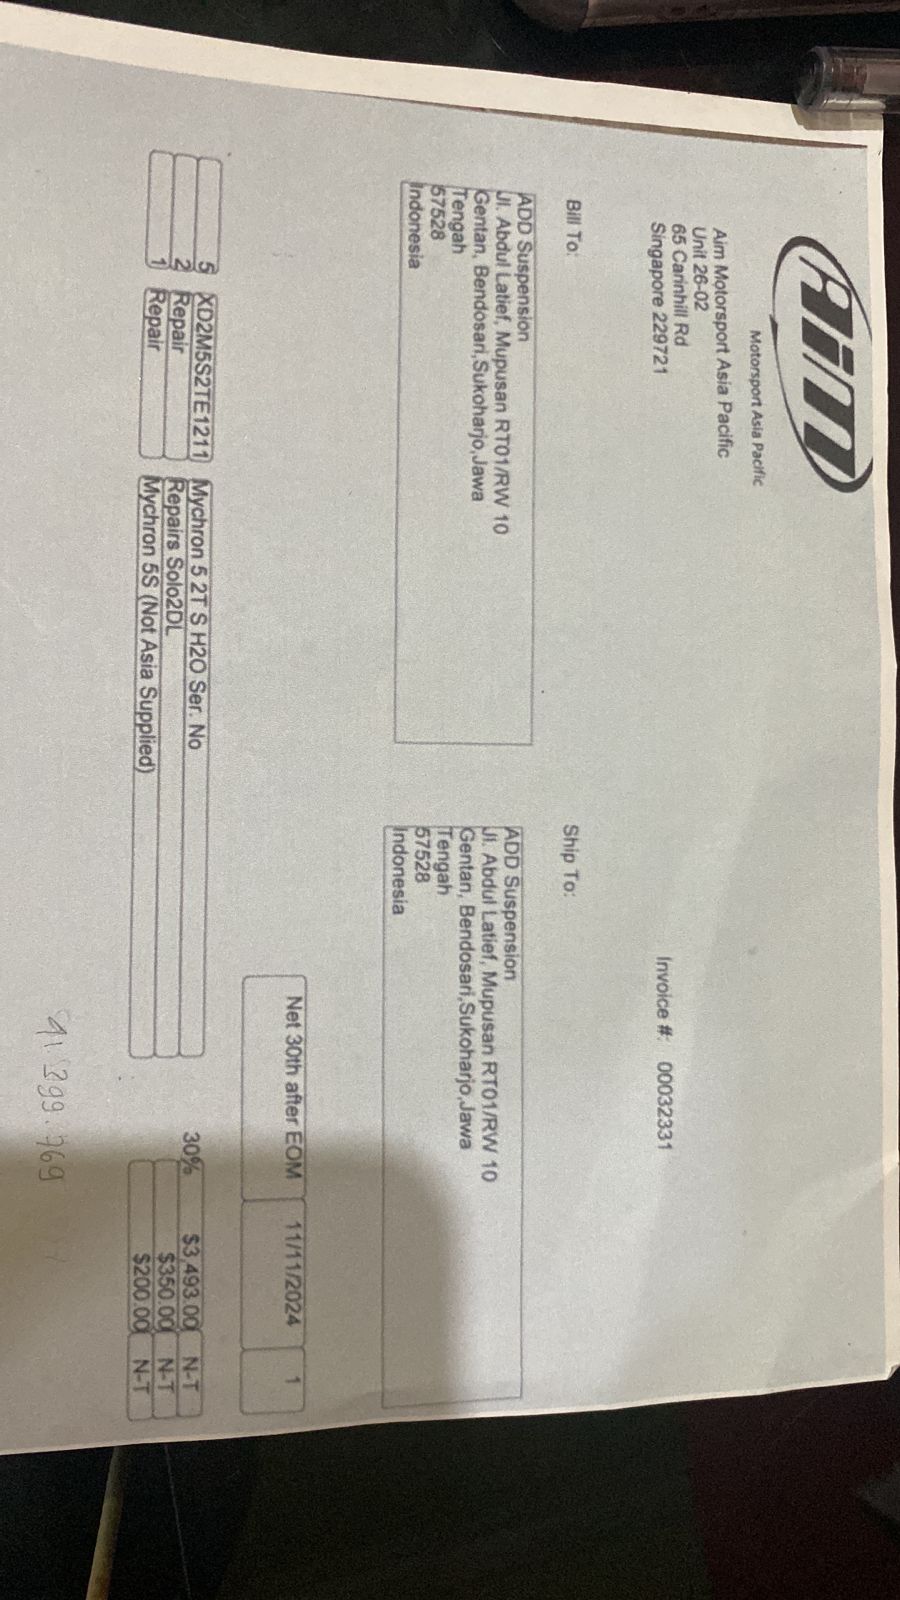 Aim
Motorsport Asia Pacific
Aim Motorsport Asia Pacific
Unit 26-02
65 Carinhill Rd
Singapore 229721
Invoice #: 00032331
Bill To:
ADD Suspension
Jl. Abdul Latief, Mupusan RT01/RW 10
Gentan, Bendosari,Sukoharjo,Jawa
Tengah
57528
Indonesia
Ship To:
ADD Suspension
Jl. Abdul Latief, Mupusan RT01/RW 10
Gentan, Bendosari,Sukoharjo,Jawa
Tengah
57528
Indonesia
Net 30th after EOM 11/11/2024 1
5 XD2M5S2TE1211 Mychron 5 2T S H2O Ser. No 30% $3,493.00 N-T
2 Repair Repairs Solo2DL $350.00 N-T
1 Repair Mychron 5S (Not Asia Supplied) $200.00 N-T